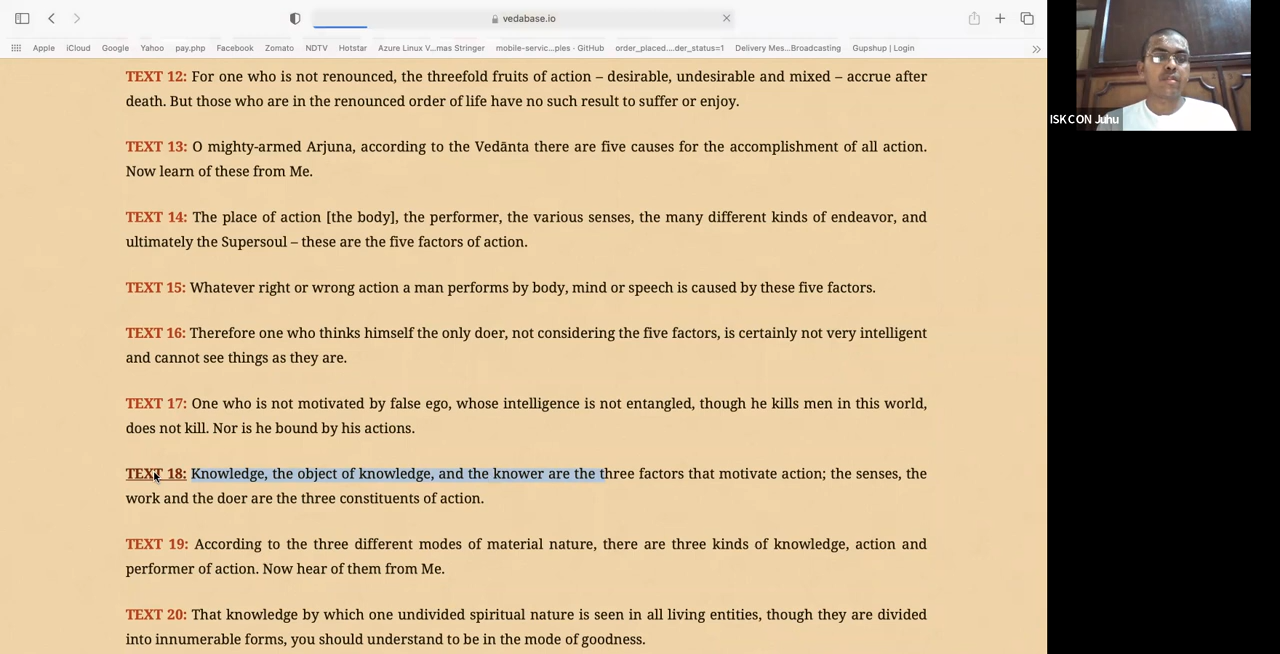 vedabase.io
Apple iCloud Google Yahoo pay.php Facebook Zomato NDTV Hotstar Azure Linux V...mas Stringer mobile-servic...ples · GitHub order_placed....der_status=1 Delivery Mes...Broadcasting Gupshup | Login
TEXT 12: For one who is not renounced, the threefold fruits of action – desirable, undesirable and mixed – accrue after
death. But those who are in the renounced order of life have no such result to suffer or enjoy.
ISKCON Juhu
TEXT 13: O mighty-armed Arjuna, according to the Vedānta there are five causes for the accomplishment of all action.
Now learn of these from Me.
TEXT 14: The place of action [the body], the performer, the various senses, the many different kinds of endeavor, and
ultimately the Supersoul – these are the five factors of action.
TEXT 15: Whatever right or wrong action a man performs by body, mind or speech is caused by these five factors.
TEXT 16: Therefore one who thinks himself the only doer, not considering the five factors, is certainly not very intelligent
and cannot see things as they are.
TEXT 17: One who is not motivated by false ego, whose intelligence is not entangled, though he kills men in this world,
does not kill. Nor is he bound by his actions.
TEXT 18: Knowledge, the object of knowledge, and the knower are the three factors that motivate action; the senses, the
work and the doer are the three constituents of action.
TEXT 19: According to the three different modes of material nature, there are three kinds of knowledge, action and
performer of action. Now hear of them from Me.
TEXT 20: That knowledge by which one undivided spiritual nature is seen in all living entities, though they are divided
into innumerable forms, you should understand to be in the mode of goodness.